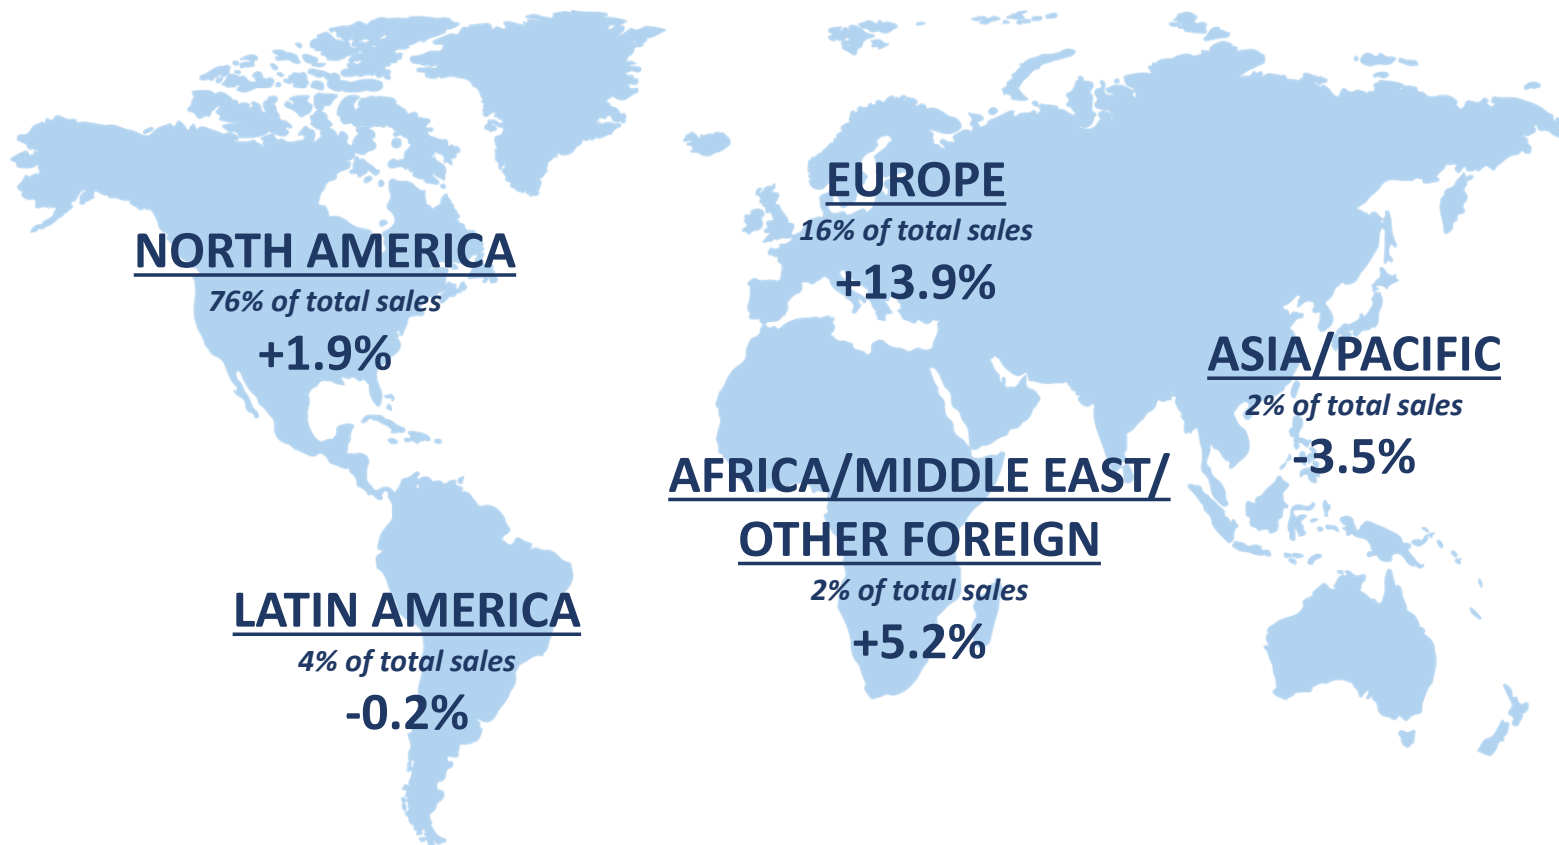 EUROPE
16% of total sales
+13.9%
NORTH AMERICA
76% of total sales
+1.9%
ASIA/PACIFIC
2% of total sales
-3.5%
AFRICA/MIDDLE EAST/
OTHER FOREIGN
2% of total sales
+5.2%
LATIN AMERICA
4% of total sales
-0.2%